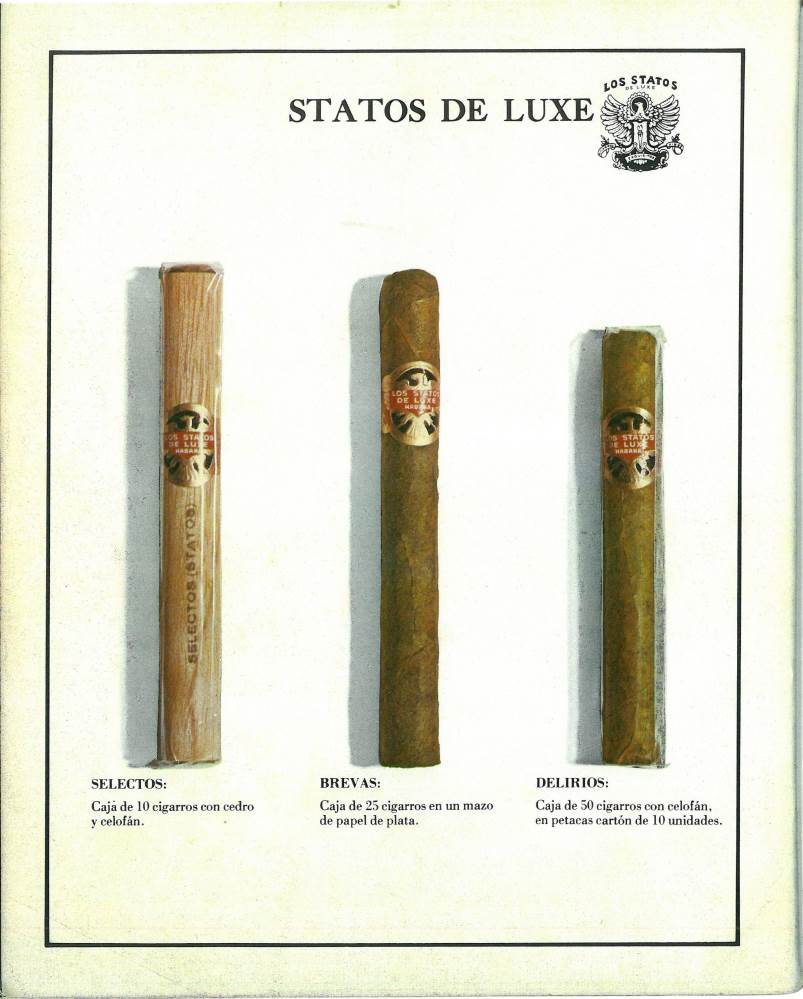 STATOS DE LUXE
LOS STATOS
DE LUXE
OS STATOS
DE LUXE
HABANA
SELECTOS (STATOS)
LOS STATOS
DE LUXE
HABANA
OS STATOS
DE LUXE
HABANA
SELECTOS:
Caja de 10 cigarros con cedro
y celofán.
BREVAS:
Caja de 25 cigarros en un mazo
de papel de plata.
DELIRIOS:
Caja de 50 cigarros con celofán,
en petacas cartón de 10 unidades.